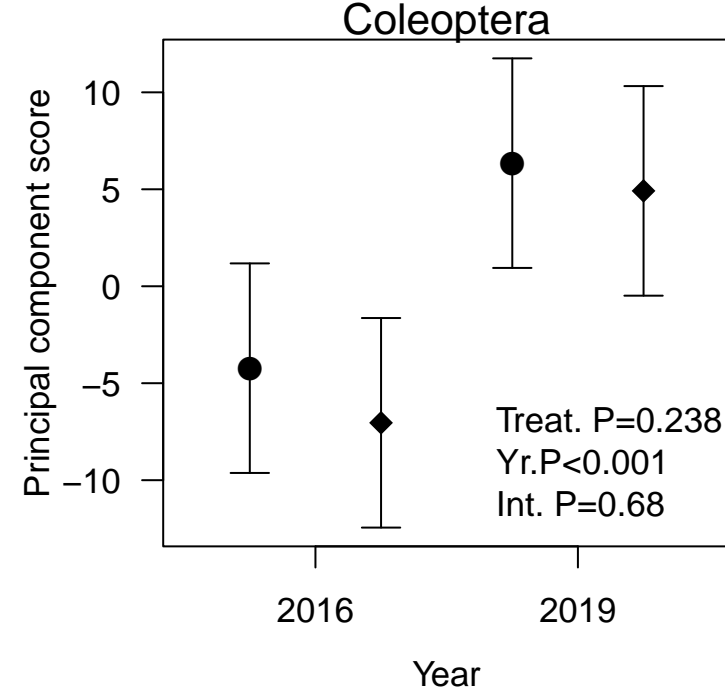 Coleoptera
Principal component score
10
5
0
−5
−10
Treat. P=0.238
Yr.P<0.001
Int. P=0.68
2016 2019
Year